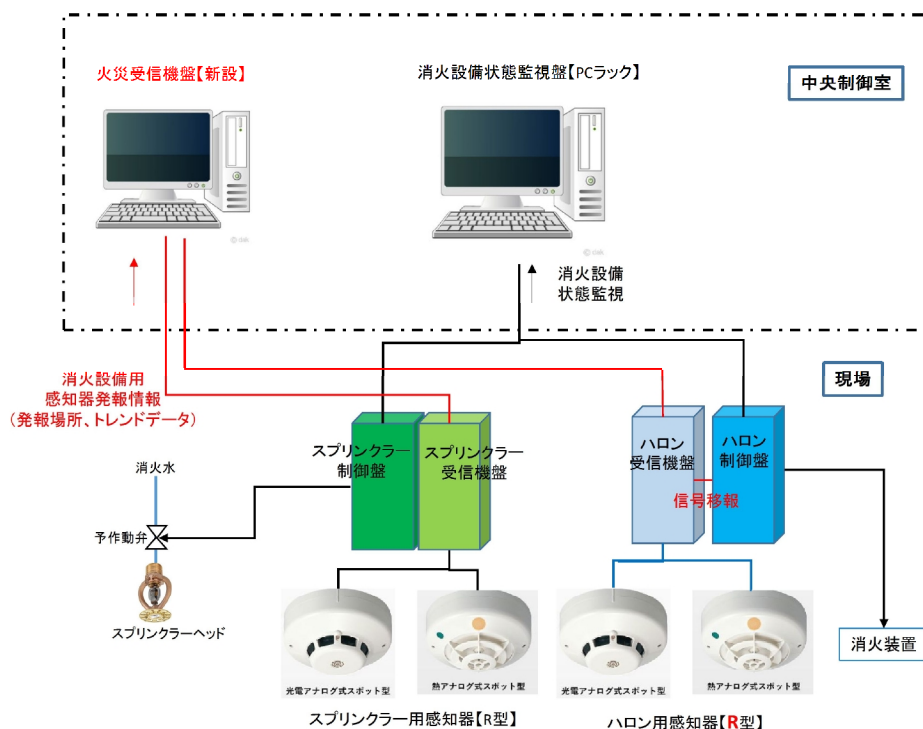 火災受信機盤【新設】
消火設備状態監視盤【PCラック】
中央制御室
消火設備
状態監視
現場
消火設備用
感知器発報情報
(発報場所、トレンドデータ)
スプリンクラー
制御盤
スプリンクラー
受信機盤
ハロン
受信機盤
ハロン
制御盤
信号移報
消火水
予作動弁
スプリンクラーヘッド
消火装置
光電アナログ式スポット型
熱アナログ式スポット型
光電アナログ式スポット型
熱アナログ式スポット型
スプリンクラー用感知器【R型】
ハロン用感知器【R型】